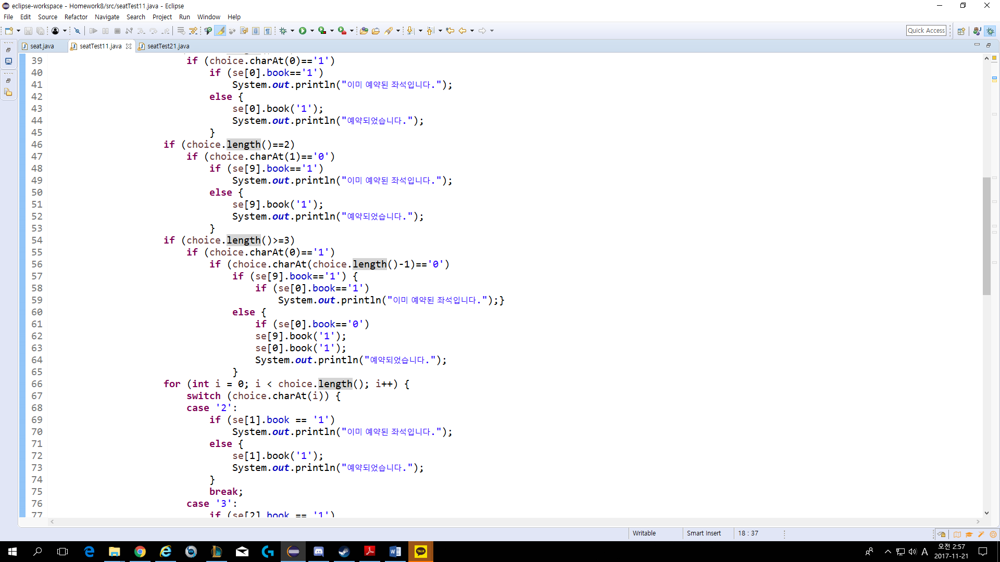 eclipse-workspace - Homework8/src/seatTest11.java - Eclipse
File Edit Source Refactor Navigate Search Project Run Window Help
Quick Access
seat.java seatTest11.java seatTest21.java
39 if (choice.charAt(0)=='1')
40 if (se[0].book=='1')
41 System.out.println("이미 예약된 좌석입니다.");
42 else {
43 se[0].book('1');
44 System.out.println("예약되었습니다.");
45 }
46 if (choice.length()==2)
47 if (choice.charAt(1)=='0')
48 if (se[9].book=='1')
49 System.out.println("이미 예약된 좌석입니다.");
50 else {
51 se[9].book('1');
52 System.out.println("예약되었습니다.");
53 }
54 if (choice.length()>=3)
55 if (choice.charAt(0)=='1')
56 if (choice.charAt(choice.length()-1)=='0')
57 if (se[9].book=='1') {
58 if (se[0].book=='1')
59 System.out.println("이미 예약된 좌석입니다.");}
60 else {
61 if (se[0].book=='0')
62 se[9].book('1');
63 se[0].book('1');
64 System.out.println("예약되었습니다.");
65 }
66 for (int i = 0; i < choice.length(); i++) {
67 switch (choice.charAt(i)) {
68 case '2':
69 if (se[1].book == '1')
70 System.out.println("이미 예약된 좌석입니다.");
71 else {
72 se[1].book('1');
73 System.out.println("예약되었습니다.");
74 }
75 break;
76 case '3':
77 if (se[2].book == '1')
Writable Smart Insert 18 : 37
TALK
A
오전 2:57
2017-11-21